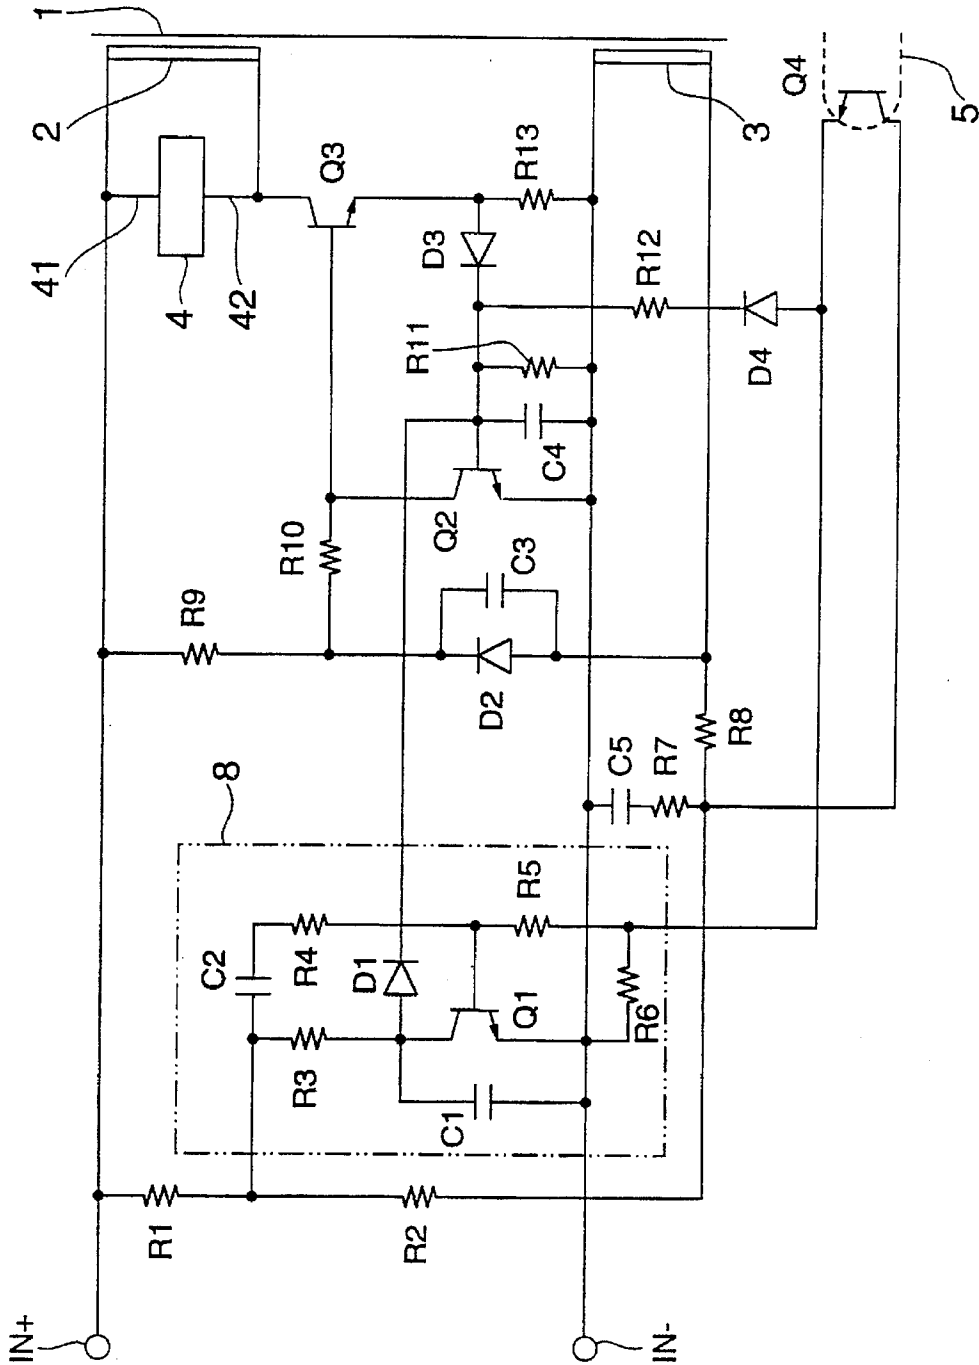 1
2
41
4
42
Q3
R13
3
Q4
5
D3
R12
D4
R11
C4
Q2
R10
C3
D2
R9
8
C5
R7
R8
C2
R4
D1
R5
R3
Q1
R6
C1
R1
R2
IN+
IN-